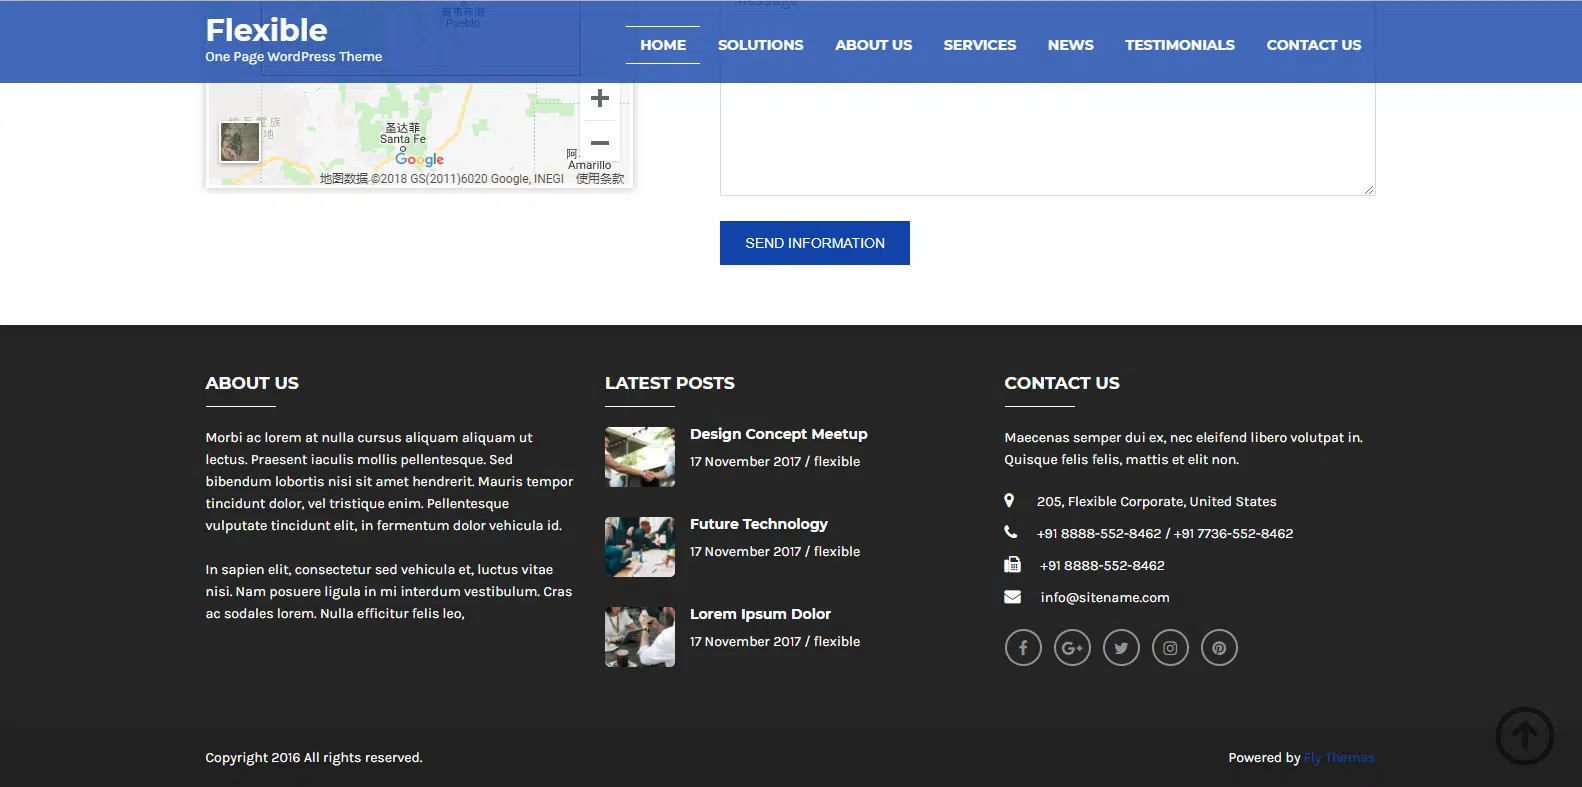 Flexible
One Page WordPress Theme
HOME
SOLUTIONS
ABOUT US
SERVICES
NEWS
TESTIMONIALS
CONTACT US
Message
普韦布洛
Pueblo
圣达菲
Santa Fe
Google
阿
Amarillo
地图数据 ©2018 GS(2011)6020 Google, INEGI 使用条款
SEND INFORMATION
ABOUT US
Morbi ac lorem at nulla cursus aliquam aliquam ut
lectus. Praesent iaculis mollis pellentesque. Sed
bibendum lobortis nisi sit amet hendrerit. Mauris tempor
tincidunt dolor, vel tristique enim. Pellentesque
vulputate tincidunt elit, in fermentum dolor vehicula id.
In sapien elit, consectetur sed vehicula et, luctus vitae
nisi. Nam posuere ligula in mi interdum vestibulum. Cras
ac sodales lorem. Nulla efficitur felis leo,
LATEST POSTS
Design Concept Meetup
17 November 2017 / flexible
Future Technology
17 November 2017 / flexible
Lorem Ipsum Dolor
17 November 2017 / flexible
CONTACT US
Maecenas semper dui ex, nec eleifend libero volutpat in.
Quisque felis felis, mattis et elit non.
205, Flexible Corporate, United States
+91 8888-552-8462 / +91 7736-552-8462
+91 8888-552-8462
info@sitename.com
Copyright 2016 All rights reserved.
Powered by Fly Themes